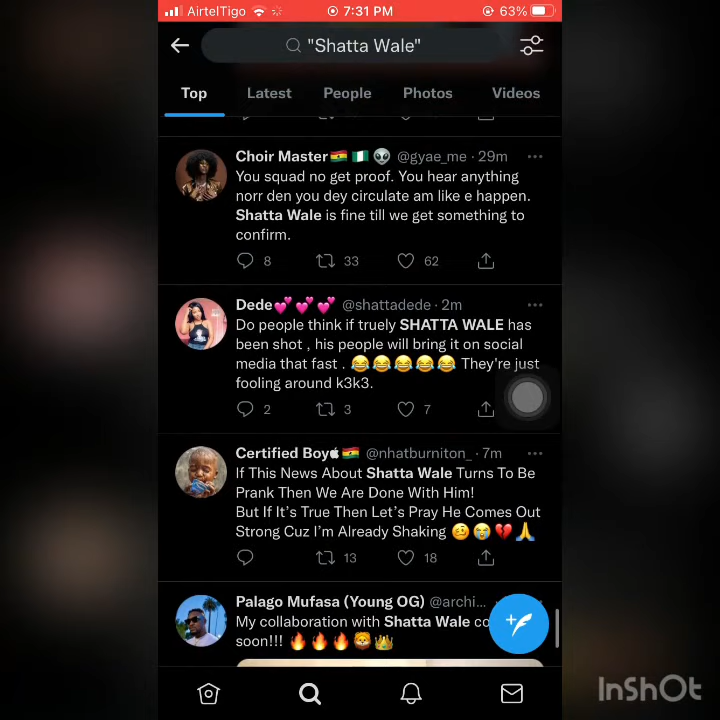 AirtelTigo 7:31 PM 63%
"Shatta Wale"
Top Latest People Photos Videos
Choir Master🇬🇭🇳🇬👽 @gyae_me · 29m
You squad no get proof. You hear anything
norr den you dey circulate am like e happen.
Shatta Wale is fine till we get something to
confirm.
8 33 62
Dede💕💕💕 @shattadede · 2m
Do people think if truely SHATTA WALE has
been shot , his people will bring it on social
media that fast . 😂😂😂😂😂 They're just
fooling around k3k3.
2 3 7
Certified Boy🇬🇭 @nhatburniton_ · 7m
If This News About Shatta Wale Turns To Be
Prank Then We Are Done With Him!
But If It's True Then Let's Pray He Comes Out
Strong Cuz I'm Already Shaking 🥴😭💔🙏
13 18
Palago Mufasa (Young OG) @archi...
My collaboration with Shatta Wale co
soon!!! 🔥🔥🔥🦁👑
InShOt